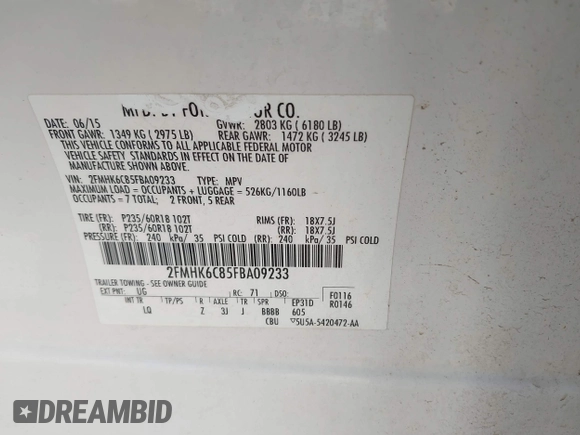 MFD. BY FORD MOTOR CO.
DATE: 06/15 GVWR: 2803 KG ( 6180 LB)
FRONT GAWR: 1349 KG ( 2975 LB) REAR GAWR: 1472 KG ( 3245 LB)
THIS VEHICLE CONFORMS TO ALL APPLICABLE FEDERAL MOTOR
VEHICLE SAFETY STANDARDS IN EFFECT ON THE DATE OF
MANUFACTURE SHOWN ABOVE.
VIN: 2FMHK6C85FBA09233 TYPE: MPV
MAXIMUM LOAD = OCCUPANTS + LUGGAGE = 526KG/1160LB
OCCUPANTS = 7 TOTAL; 2 FRONT, 5 REAR
TIRE (FR): P235/60R18 102T RIMS (FR): 18X7.5J
(RR): P235/60R18 102T (RR): 18X7.5J
PRESSURE (FR): 240 kPa/ 35 PSI COLD (RR): 240 kPa/ 35 PSI COLD
2FMHK6C85FBA09233
TRAILER TOWING - SEE OWNER GUIDE
EXT PNT: UG RC: 71 DSO: F0116
INT TR TP/PS R AXLE TR SPR EP31D R0146
LQ Z 3J J BBBB 605
CBU ▽5U5A-5420472-AA
DREAMBID